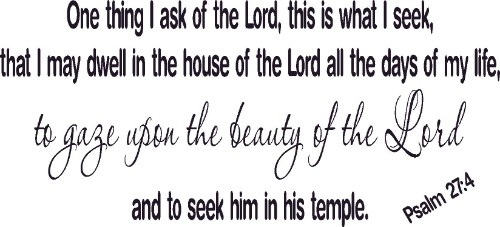 One thing I ask of the Lord, this is what I seek,
that I may dwell in the house of the Lord all the days of my life,
to gaze upon the beauty of the Lord
and to seek him in his temple.
Psalm 27:4